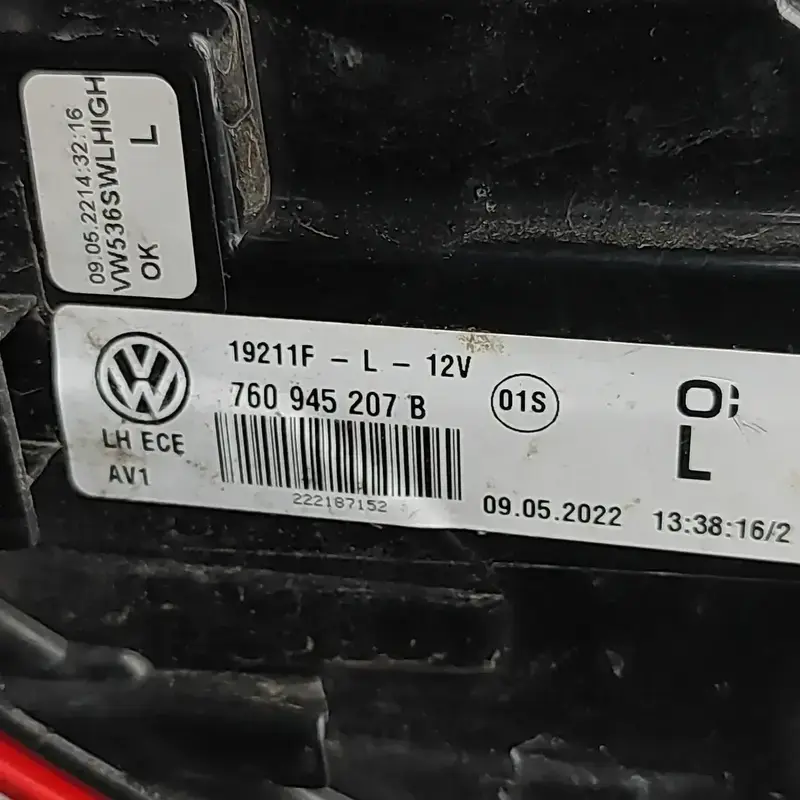 09.05.2214:32:16
VW536SWLHIGH
OK L
19211F - L - 12V
760 945 207 B
01S
LH ECE
AV1
222187152
09.05.2022 13:38:16/2
L